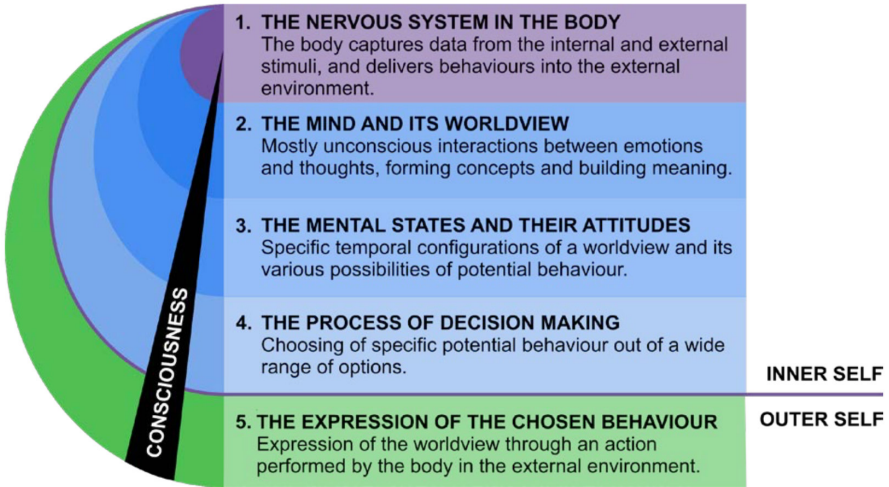 1. THE NERVOUS SYSTEM IN THE BODY
The body captures data from the internal and external
stimuli, and delivers behaviours into the external
environment.
2. THE MIND AND ITS WORLDVIEW
Mostly unconscious interactions between emotions
and thoughts, forming concepts and building meaning.
3. THE MENTAL STATES AND THEIR ATTITUDES
Specific temporal configurations of a worldview and its
various possibilities of potential behaviour.
4. THE PROCESS OF DECISION MAKING
Choosing of specific potential behaviour out of a wide
range of options.
INNER SELF
OUTER SELF
5. THE EXPRESSION OF THE CHOSEN BEHAVIOUR
Expression of the worldview through an action
performed by the body in the external environment.
CONSCIOUSNESS